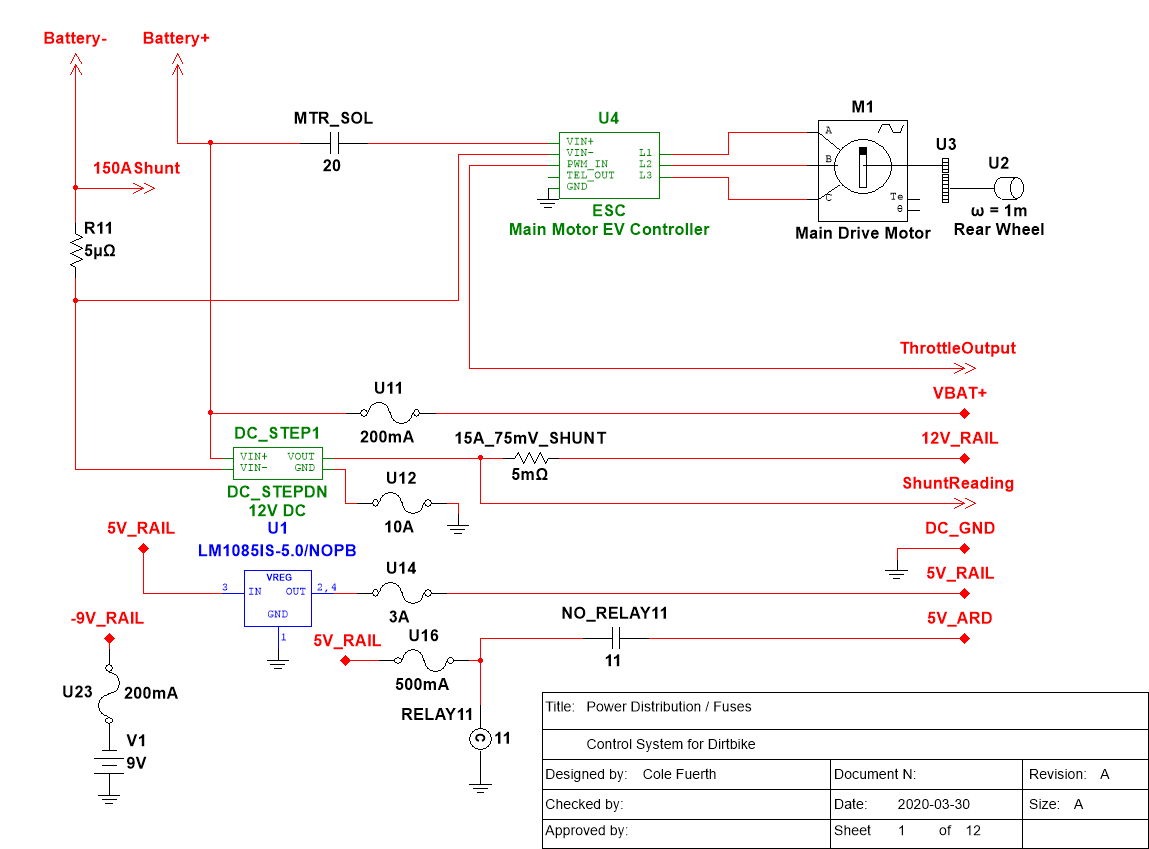 Battery-
Battery+
MTR_SOL
20
U4
VIN+
VIN-
PWM_IN
TEL_OUT
GND
L1
L2
L3
ESC
Main Motor EV Controller
M1
A
B
C
Te
θ
Main Drive Motor
U3
U2
ω = 1m
Rear Wheel
150AShunt
R11
5µΩ
ThrottleOutput
VBAT+
U11
200mA
DC_STEP1
VIN+
VIN-
VOUT
GND
DC_STEPDN
12V DC
15A_75mV_SHUNT
5mΩ
12V_RAIL
U12
10A
ShuntReading
DC_GND
5V_RAIL
U1
LM1085IS-5.0/NOPB
VREG
3
IN
OUT
2,4
GND
1
U14
3A
5V_RAIL
-9V_RAIL
U23
200mA
V1
9V
5V_RAIL
U16
500mA
NO_RELAY11
11
5V_ARD
RELAY11
C
11
Title: Power Distribution / Fuses
Control System for Dirtbike
Designed by: Cole Fuerth
Document N:
Revision: A
Checked by:
Date: 2020-03-30
Size: A
Approved by:
Sheet 1 of 12